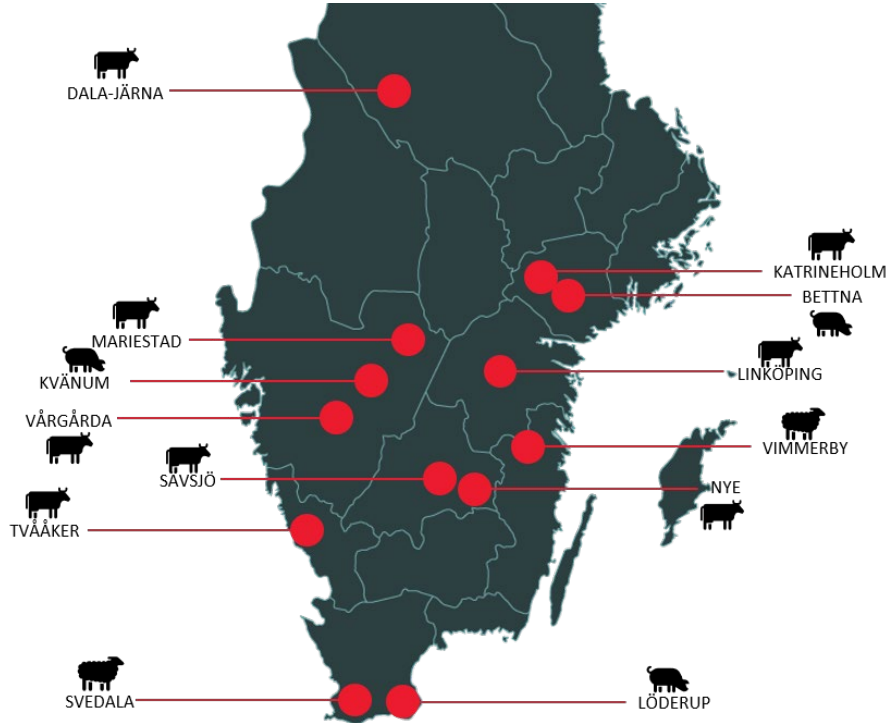 DALA-JÄRNA
KATRINEHOLM
BETTNA
MARIESTAD
LINKÖPING
KVÄNUM
VÅRGÅRDA
VIMMERBY
SÄVSJÖ
NYE
TVÅÅKER
SVEDALA
LÖDERUP